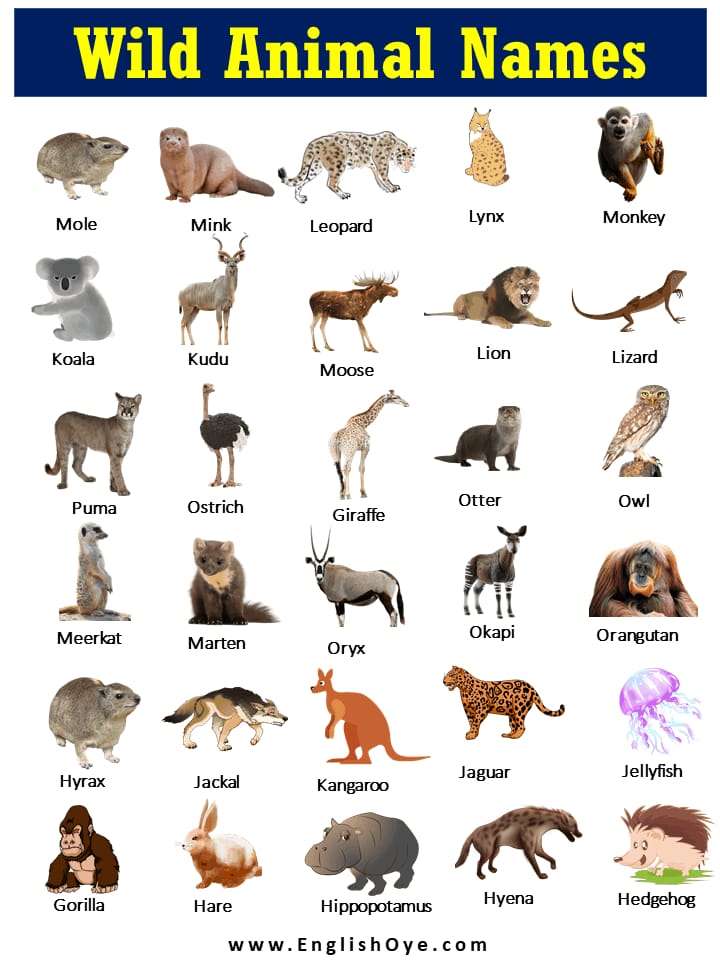 Wild Animal Names
Mole
Mink
Leopard
Lynx
Monkey
Koala
Kudu
Moose
Lion
Lizard
Puma
Ostrich
Giraffe
Otter
Owl
Meerkat
Marten
Oryx
Okapi
Orangutan
Hyrax
Jackal
Kangaroo
Jaguar
Jellyfish
Gorilla
Hare
Hippopotamus
Hyena
Hedgehog
www.EnglishOye.com